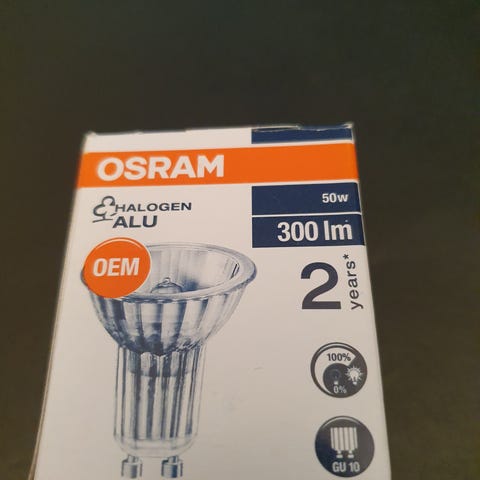 OSRAM
HALOGEN
ALU
50w
300 lm
OEM
2 years*
100%
0%
GU 10